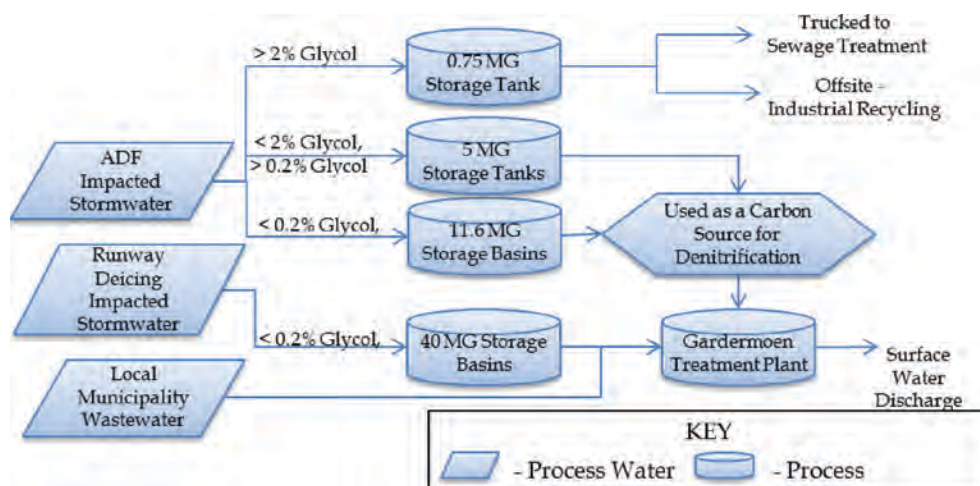 Trucked to
Sewage Treatment
> 2% Glycol
0.75 MG
Storage Tank
Offsite -
Industrial Recycling
ADF
Impacted
Stormwater
< 2% Glycol,
> 0.2% Glycol
5 MG
Storage Tanks
< 0.2% Glycol,
11.6 MG
Storage Basins
Used as a Carbon
Source for
Denitrification
Runway
Deicing
Impacted
Stormwater
< 0.2% Glycol,
40 MG Storage
Basins
Gardermoen
Treatment Plant
Surface
Water
Discharge
Local
Municipality
Wastewater
KEY
- Process Water
- Process